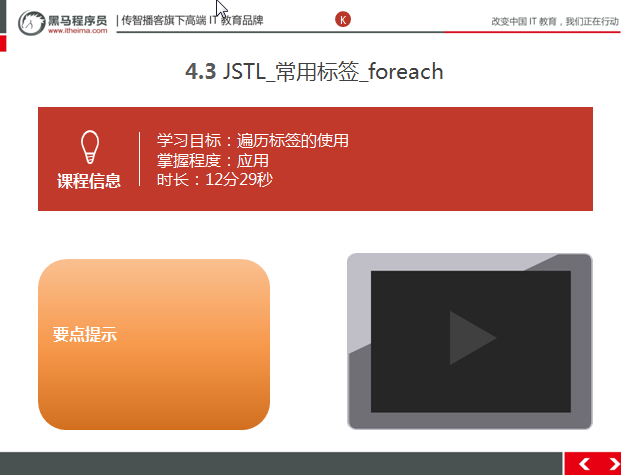 黑马程序员
www.itheima.com
传智播客旗下高端 IT 教育品牌
K
改变中国 IT 教育，我们正在行动
4.3 JSTL_常用标签_foreach
课程信息
学习目标：遍历标签的使用
掌握程度：应用
时长：12分29秒
要点提示